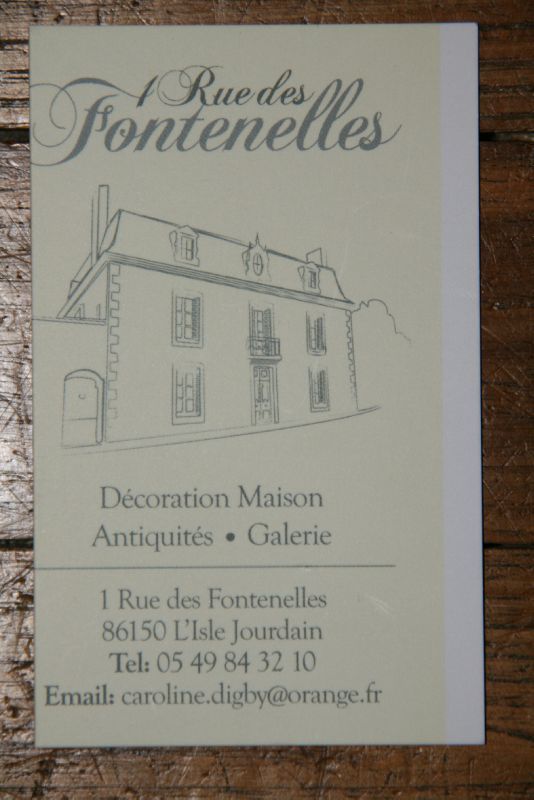 1 Rue des
Fontenelles
Décoration Maison
Antiquités • Galerie
1 Rue des Fontenelles
86150 L'Isle Jourdain
Tel: 05 49 84 32 10
Email: caroline.digby@orange.fr